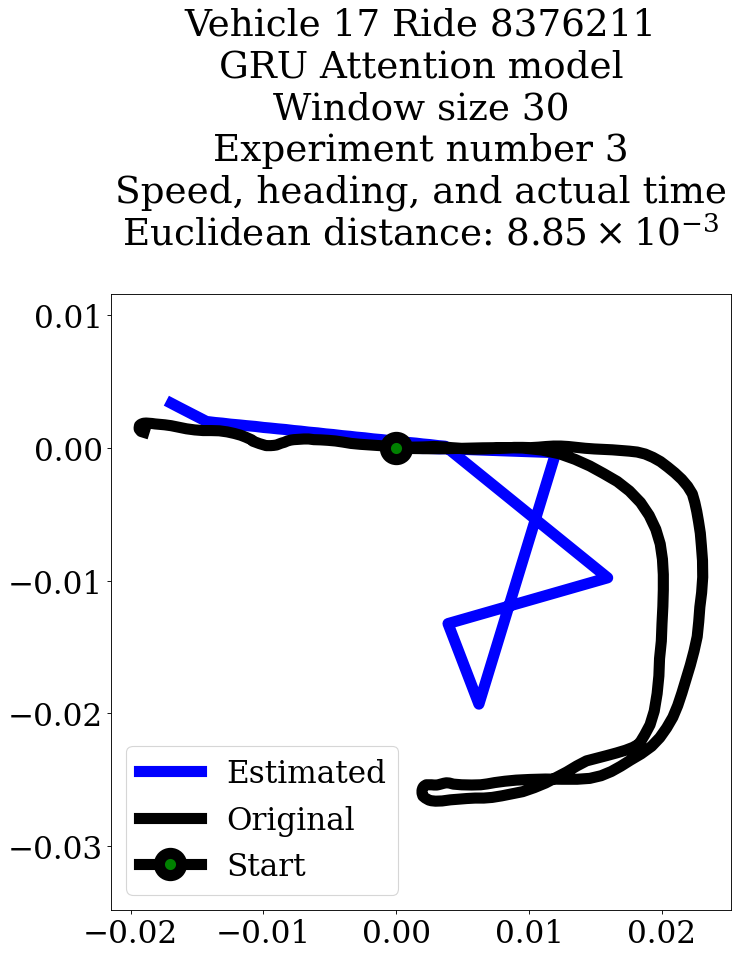 Vehicle 17 Ride 8376211
GRU Attention model
Window size 30
Experiment number 3
Speed, heading, and actual time
Euclidean distance: 8.85 × 10⁻³
0.01
0.00
−0.01
−0.02
−0.03
Estimated
Original
Start
−0.02 −0.01 0.00 0.01 0.02